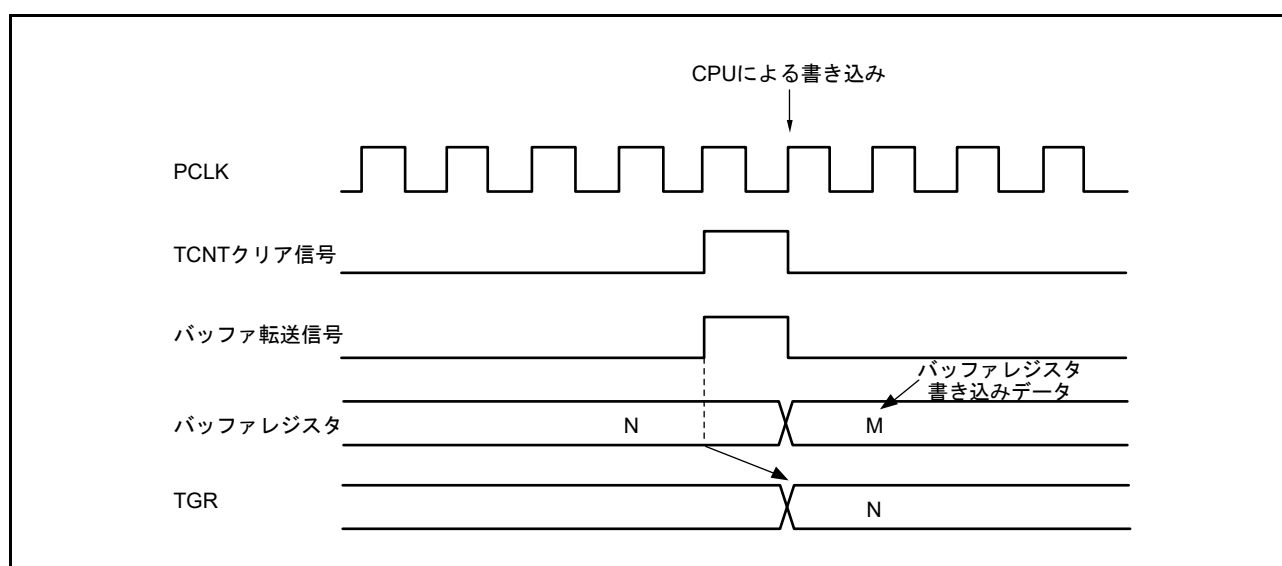 CPUによる書き込み
PCLK
TCNTクリア信号
バッファ転送信号
バッファレジスタ
書き込みデータ
バッファレジスタ
N
M
TGR
N